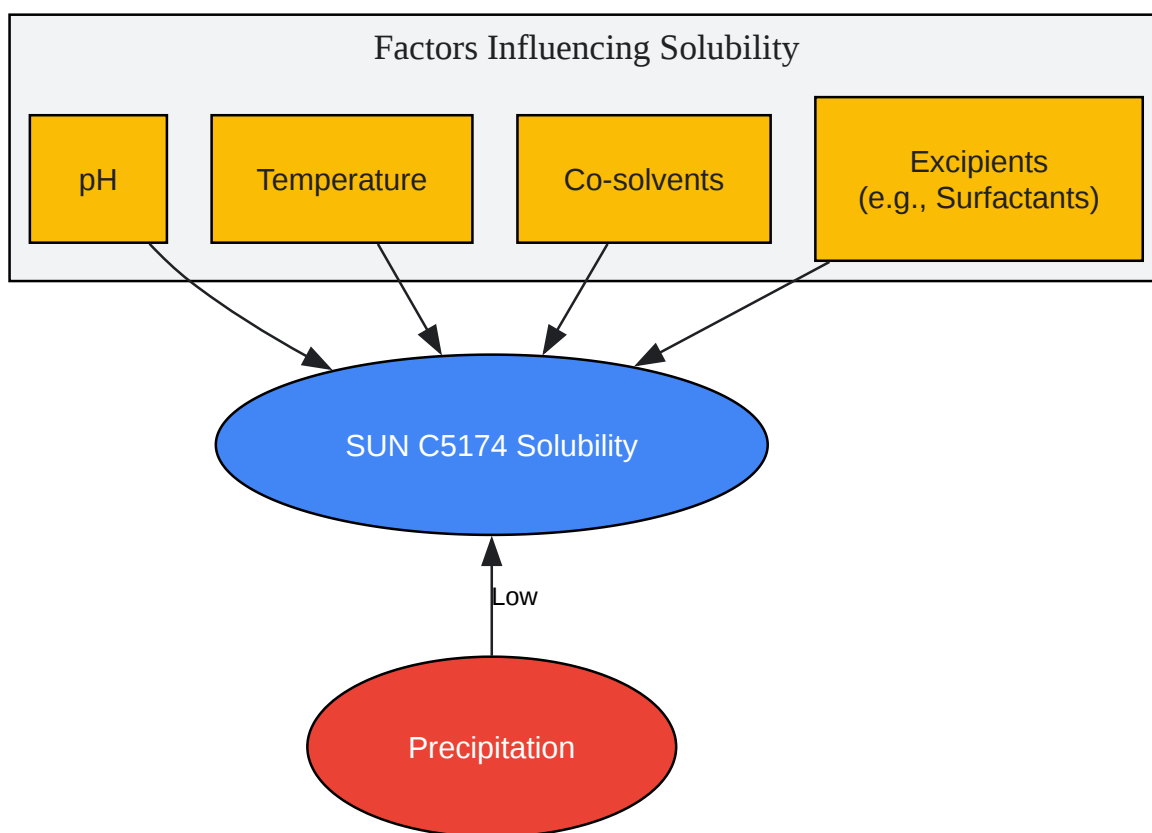 Factors Influencing Solubility
pH
Temperature
Co-solvents
Excipients
(e.g., Surfactants)
SUN C5174 Solubility
Low
Precipitation